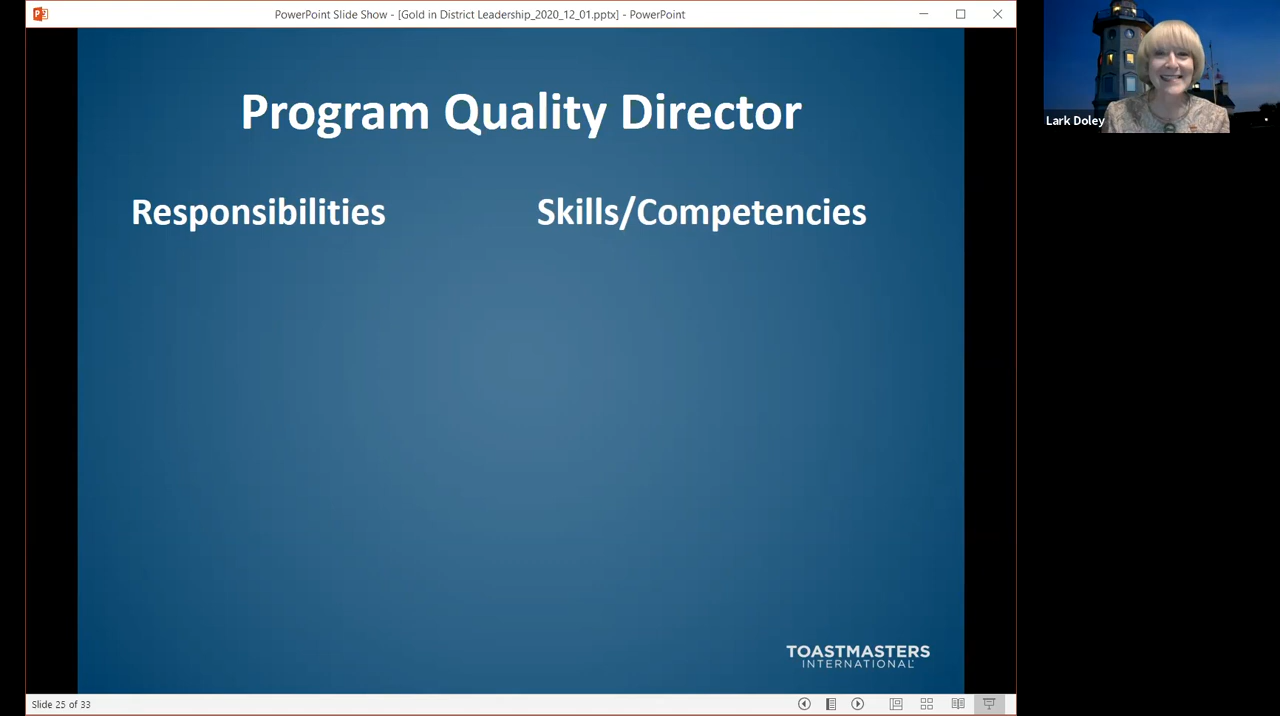 PowerPoint Slide Show - [Gold in District Leadership_2020_12_01.pptx] - PowerPoint
Lark Doley
Program Quality Director
Responsibilities
Skills/Competencies
TOASTMASTERS
INTERNATIONAL
Slide 25 of 33